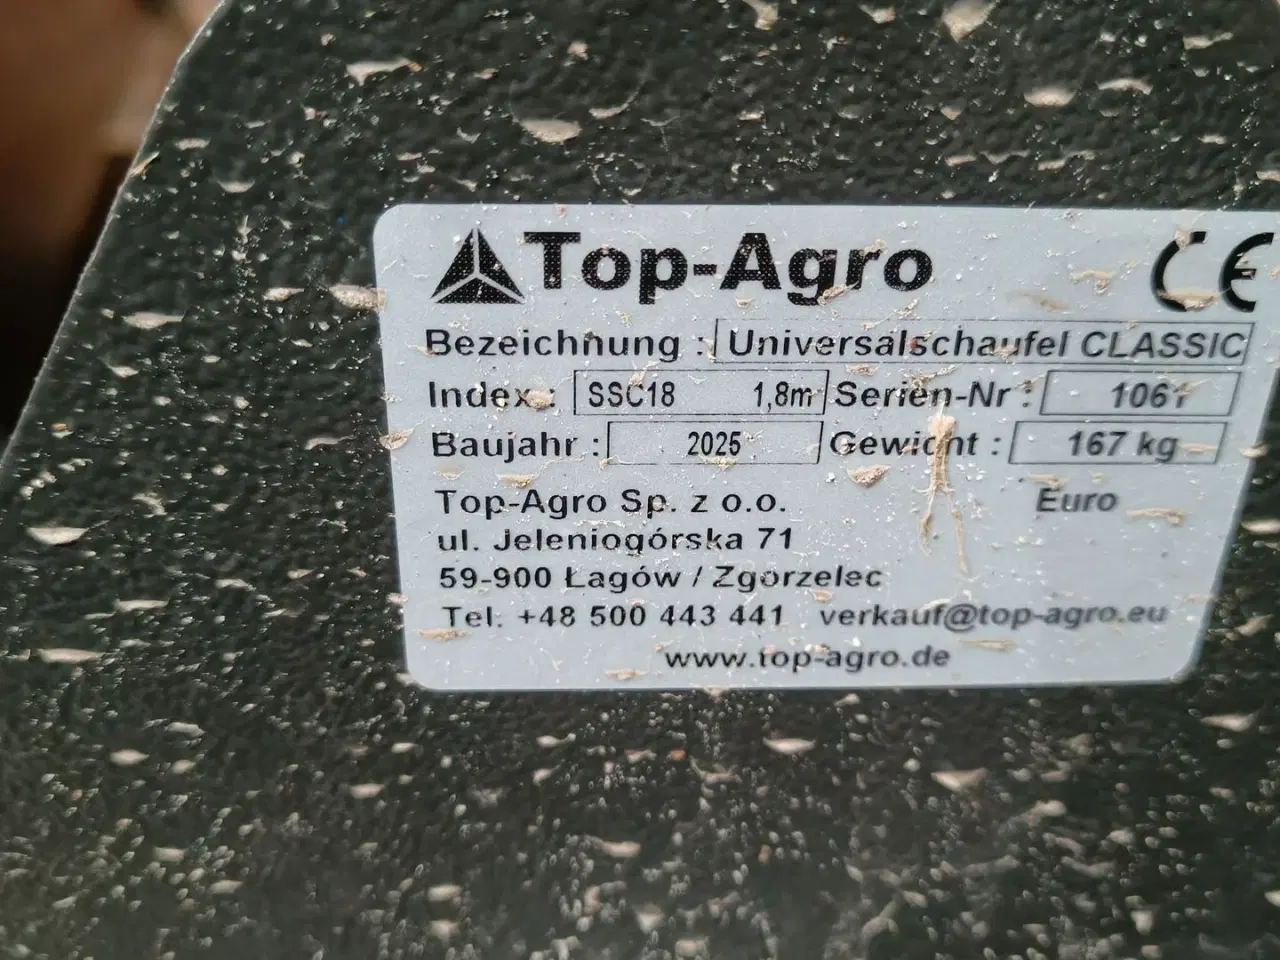 Top-Agro CE
Bezeichnung : Universalschaufel CLASSIC
Index : SSC18 1,8m Serien-Nr : 1061
Baujahr : 2025 Gewicht : 167 kg
Top-Agro Sp. z o.o. Euro
ul. Jeleniogórska 71
59-900 Łagów / Zgorzelec
Tel. +48 500 443 441 verkauf@top-agro.eu
www.top-agro.de